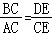 BC/AC = DE/CE